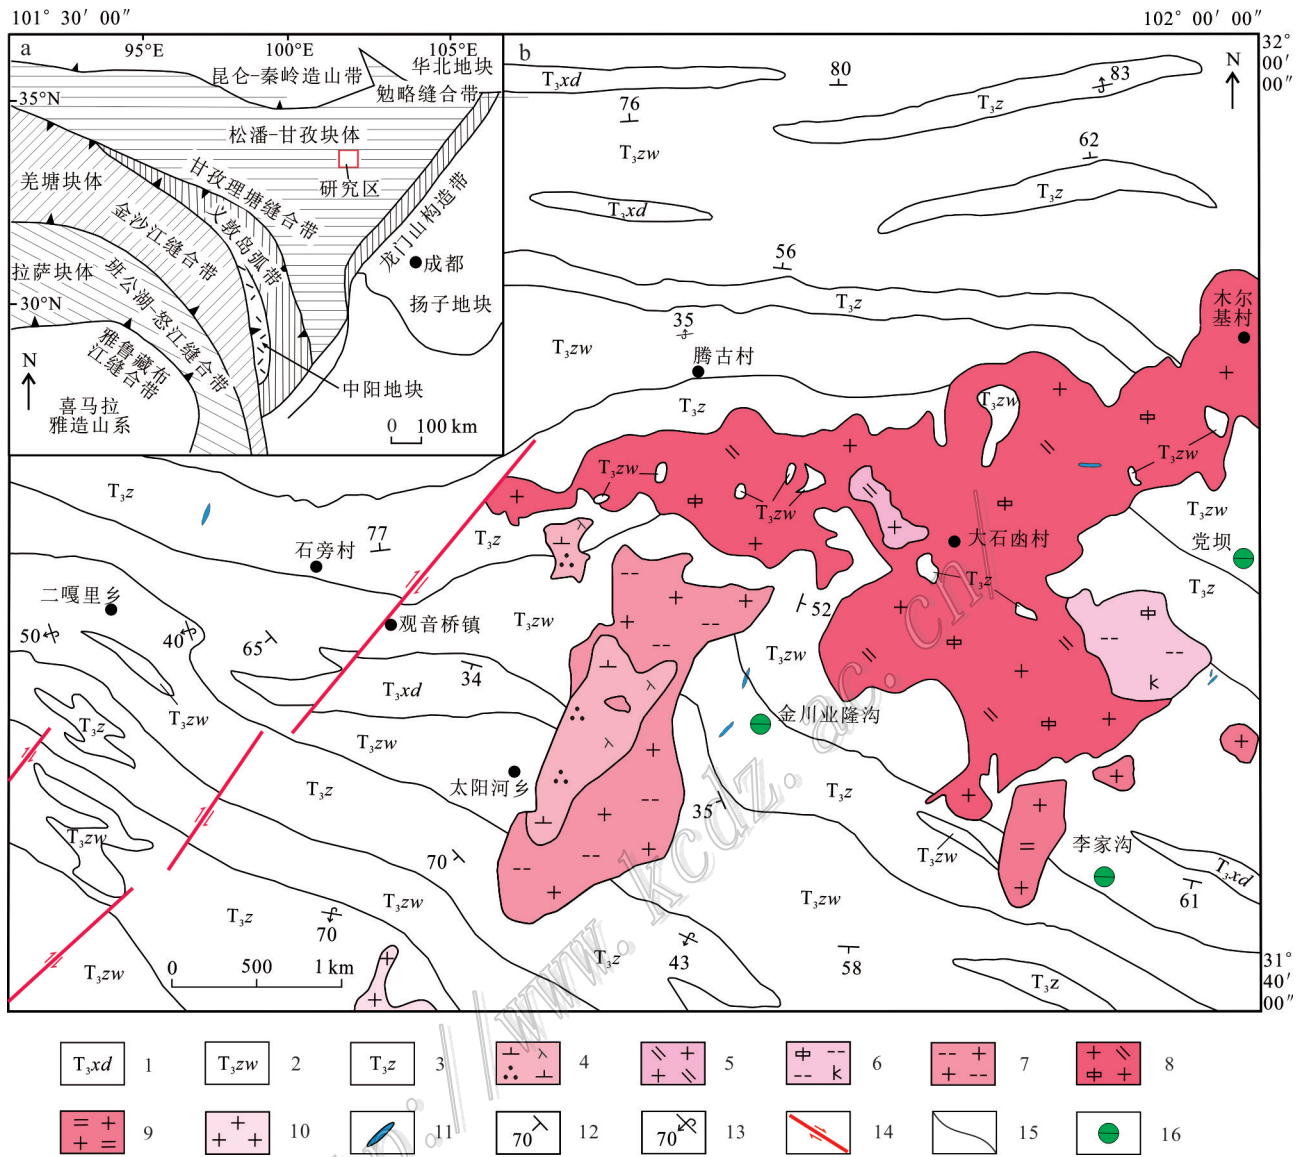 101° 30′ 00″
102° 00′ 00″
32°
00′
00″
a
95°E
100°E
105°E
昆仑-秦岭造山带
华北地块
勉略缝合带
35°N
松潘-甘孜块体
研究区
羌塘块体
甘孜理塘缝合带
义敦岛弧带
金沙江缝合带
龙门山构造带
成都
拉萨块体
班公湖-怒江缝合带
扬子地块
30°N
雅鲁藏布
江缝合带
N
中阳地块
喜马拉
雅造山系
0 100 km
b
N
T₃xd
80
83
T₃z
76
T₃zw
62
T₃z
T₃xd
56
T₃z
木尔
基村
35
T₃zw
腾古村
T₃z
T₃zw
T₃zw
T₃zw
T₃zw
T₃z
T₃zw
77
T₃z
石旁村
大石凼村
党坝
T₃z
T₃z
二嘎里乡
50
40
65
观音桥镇
T₃zw
52
T₃zw
34
T₃xd
T₃zw
T₃z
T₃zw
金川业隆沟
T₃z
太阳河乡
T₃z
35
T₃zw
70
T₃zw
李家沟
T₃xd
61
T₃zw
T₃z
70
T₃zw
T₃zw
T₃z
43
58
T₃z
0 500 1 km
31°
40′
00″
T₃xd 1
T₃zw 2
T₃z 3
4
5
k 6
7
8
9
10
11
70 12
70 13
14
15
16
k
www.kcdz.ac.cn/